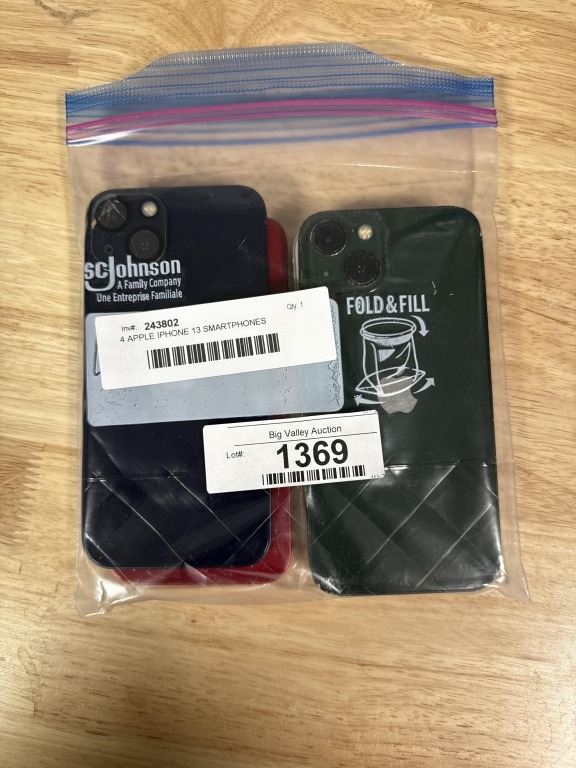 scJohnson
A Family Company
Une Entreprise Familiale
FOLD & FILL
Inv#: 243802
Qty: 1
4 APPLE IPHONE 13 SMARTPHONES
Big Valley Auction
Lot#: 1369